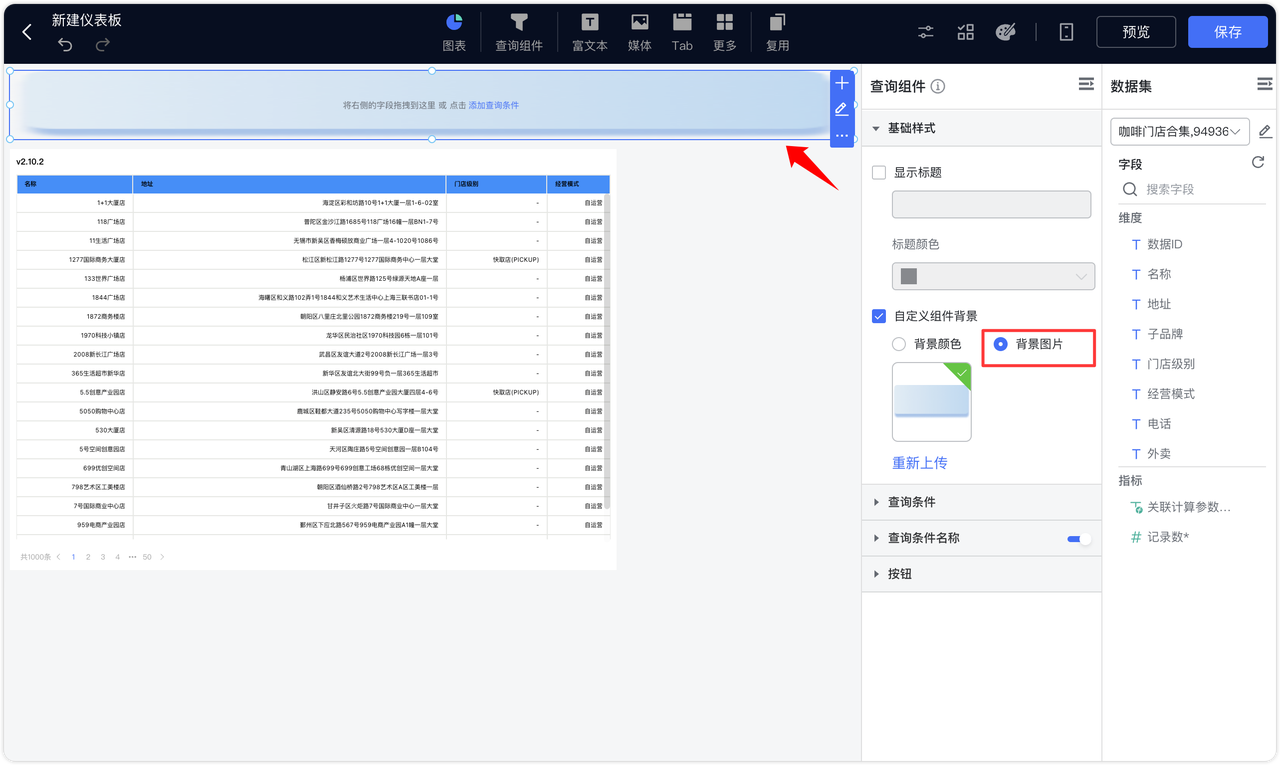 新建仪表板
图表 查询组件 富文本 媒体 Tab 更多 复用
预览 保存
将右侧的字段拖拽到这里 或 点击 添加查询条件
v2.10.2
名称 地址 门店级别 经营模式
1+1大厦店 海淀区彩和坊路10号1+1大厦一层1-6-02室 - 自运营
118广场店 普陀区金沙江路1685号118广场16幢一层BN1-7号 - 自运营
11生活广场店 无锡市新吴区香梅硕放商业广场一层4-1020号1086号 - 自运营
1277国际商务大厦店 松江区新松江路1277号1277国际商务中心一层大堂 快取店(PICKUP) 自运营
133世界广场店 杨浦区世界路125号绿源天地A座一层 - 自运营
1844广场店 海曙区和义路102弄1号1844和义艺术生活中心上海三联书店01-1号 - 自运营
1872商务楼店 朝阳区八里庄北里公园1872商务楼219号一层109室 - 自运营
1970科技小镇店 龙华区民治社区1970科技园6栋一层101号 - 自运营
2008新长江广场店 武昌区友谊大道2号2008新长江广场一层3号 - 自运营
365生活超市新华店 新华区友谊北大街99号负一层365生活超市 - 自运营
5.5创意产业园店 洪山区静安路6号5.5创意产业园大厦四层4-6号 快取店(PICKUP) 自运营
5050购物中心店 鹿城区鞋都大道235号5050购物中心写字楼一层大堂 - 自运营
530大厦店 新吴区清源路18号530大厦D座一层大堂 - 自运营
5号空间创意园店 天河区陶庄路5号空间创意园一层B104号 - 自运营
699优创空间店 青山湖区上海路699号699创意工场68栋优创空间一层大堂 - 自运营
798艺术区工美楼店 朝阳区酒仙桥路2号798艺术区A区工美楼一层 - 自运营
7号国际商业中心店 甘井子区火炬路7号国际商业中心一层大堂 - 自运营
959电商产业园店 鄞州区下应北路567号959电商产业园A1幢一层大堂 - 自运营
共1000条 1 2 3 4 ••• 50
查询组件
基础样式
显示标题
标题颜色
自定义组件背景
背景颜色 背景图片
重新上传
查询条件
查询条件名称
按钮
数据集
咖啡门店合集,94936
字段
搜索字段
维度
T 数据ID
T 名称
T 地址
T 子品牌
T 门店级别
T 经营模式
T 电话
T 外卖
指标
关联计算参数...
# 记录数*